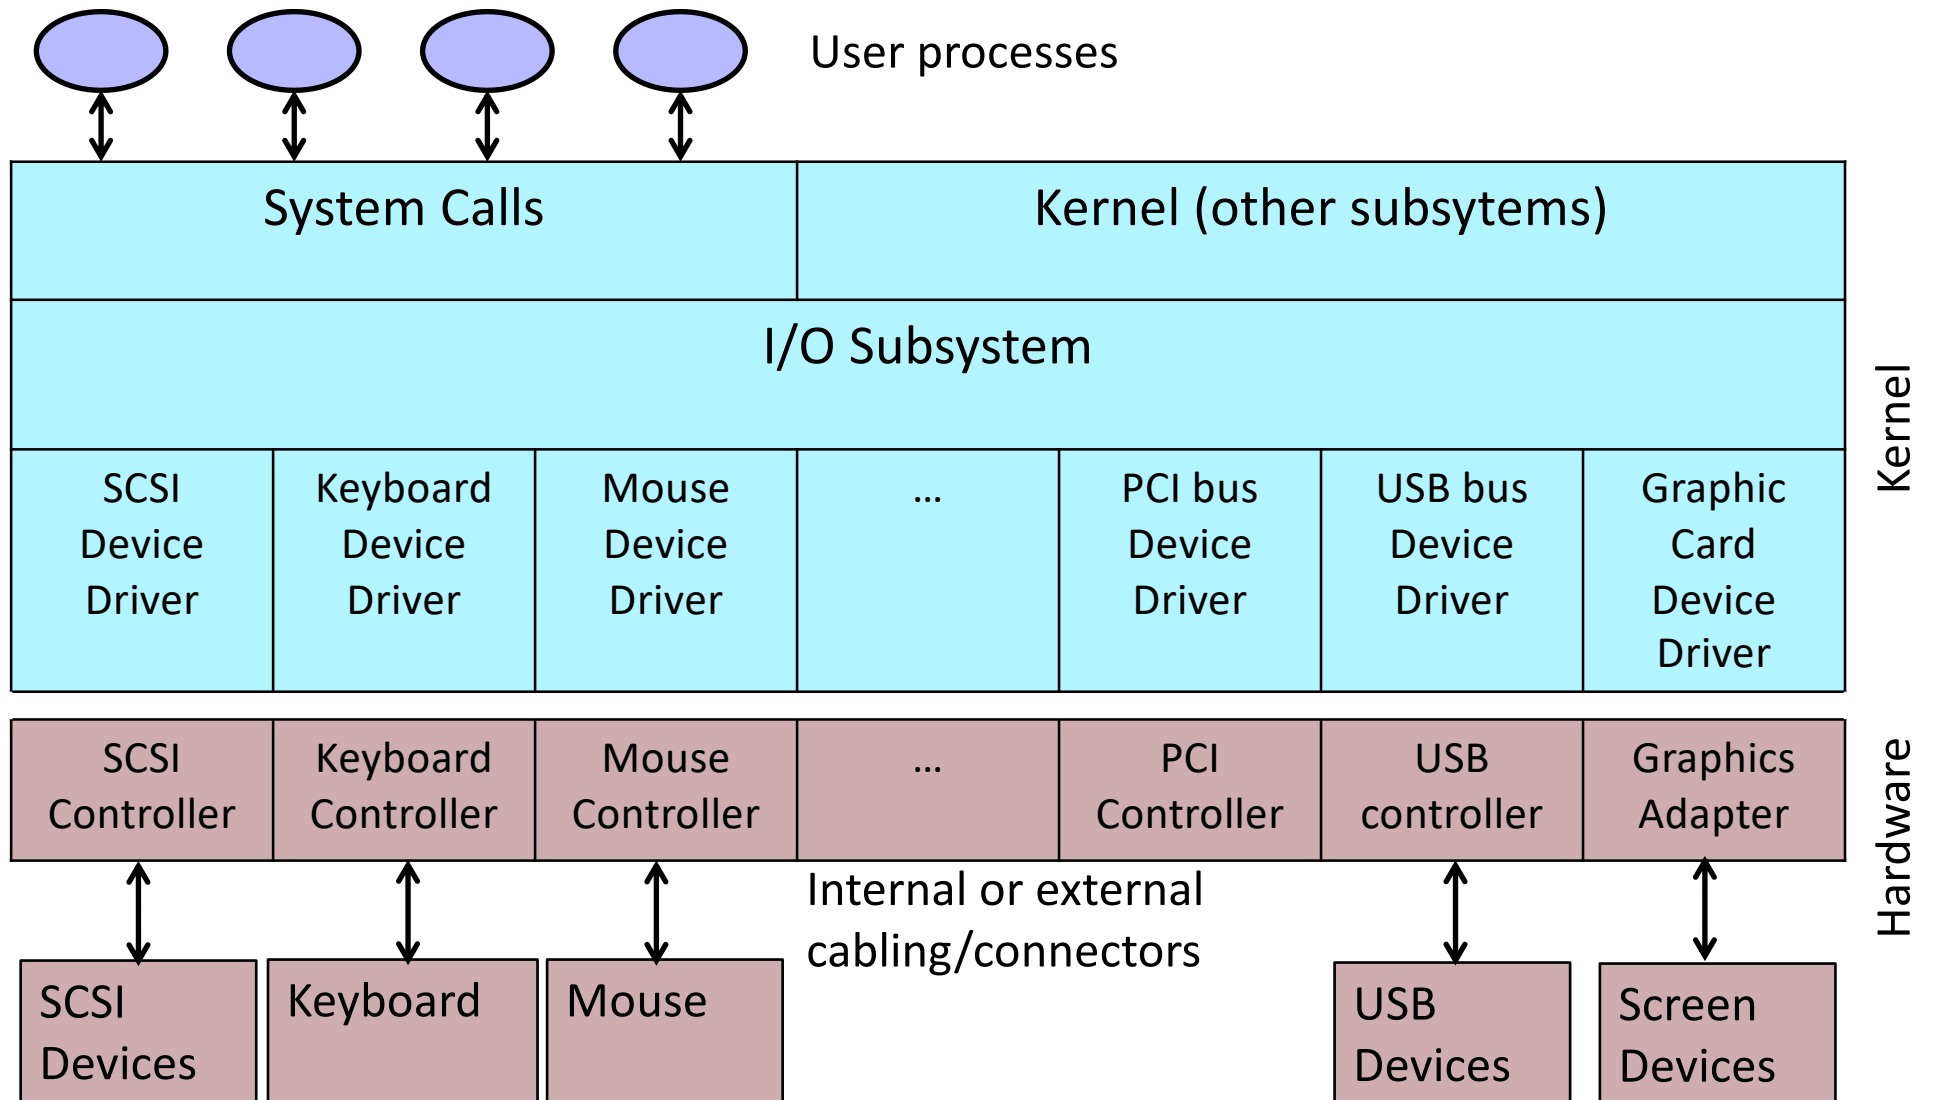 User processes
System Calls
Kernel (other subsytems)
I/O Subsystem
Kernel
SCSI
Device
Driver
Keyboard
Device
Driver
Mouse
Device
Driver
...
PCI bus
Device
Driver
USB bus
Device
Driver
Graphic
Card
Device
Driver
Hardware
SCSI
Controller
Keyboard
Controller
Mouse
Controller
...
PCI
Controller
USB
controller
Graphics
Adapter
Internal or external
cabling/connectors
SCSI
Devices
Keyboard
Mouse
USB
Devices
Screen
Devices